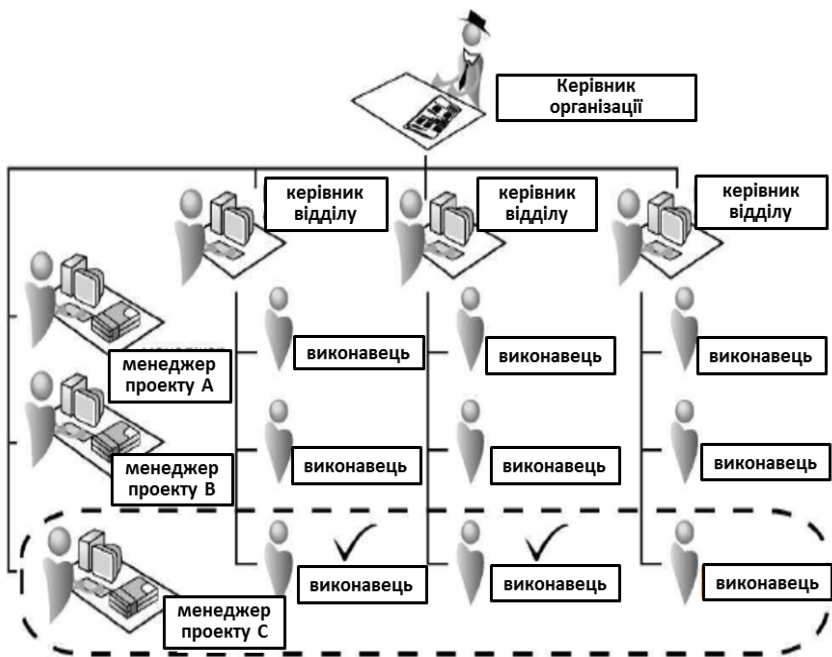 Керівник
організації
керівник
відділу
керівник
відділу
керівник
відділу
менеджер
проекту А
виконавець
виконавець
виконавець
менеджер
проекту В
виконавець
виконавець
виконавець
менеджер
проекту С
виконавець
виконавець
виконавець